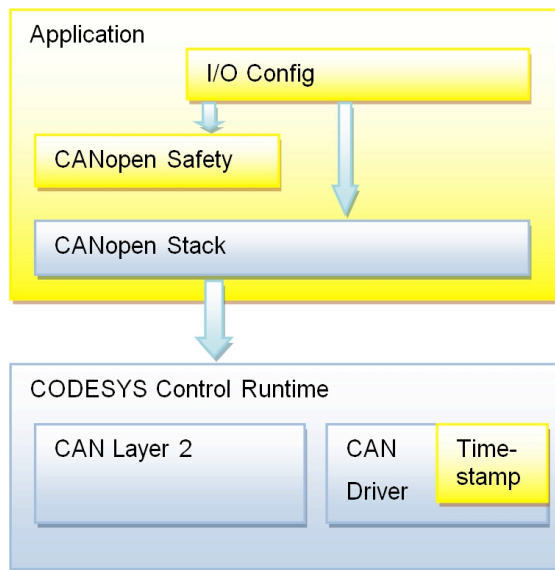 Application
I/O Config
CANopen Safety
CANopen Stack
CODESYS Control Runtime
CAN Layer 2
CAN
Driver
Time-
stamp